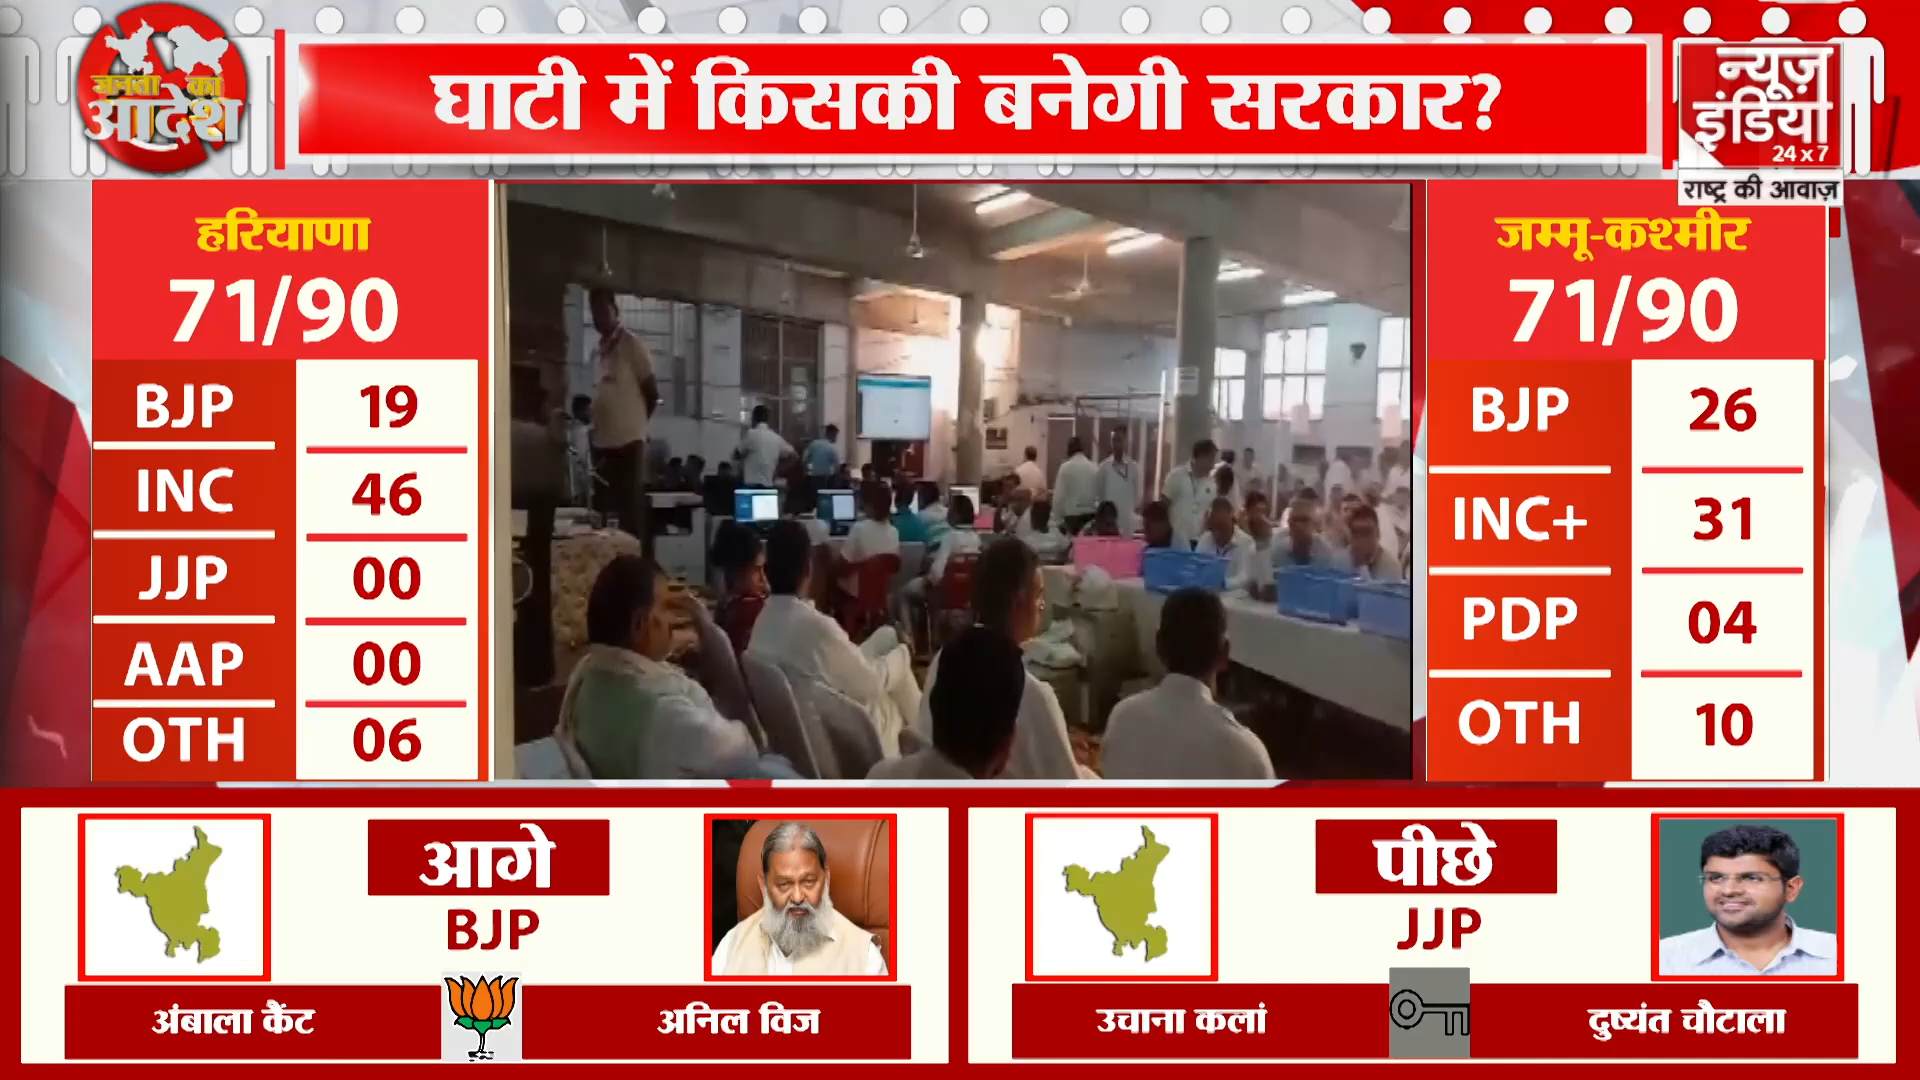 जनता का
आदेश
घाटी में किसकी बनेगी सरकार?
न्यूज़
इंडिया
24x7
राष्ट्र की आवाज़
हरियाणा
71/90
BJP 19
INC 46
JJP 00
AAP 00
OTH 06
जम्मू-कश्मीर
71/90
BJP 26
INC+ 31
PDP 04
OTH 10
आगे
BJP
अंबाला कैंट
अनिल विज
पीछे
JJP
उचाना कलां
दुष्यंत चौटाला